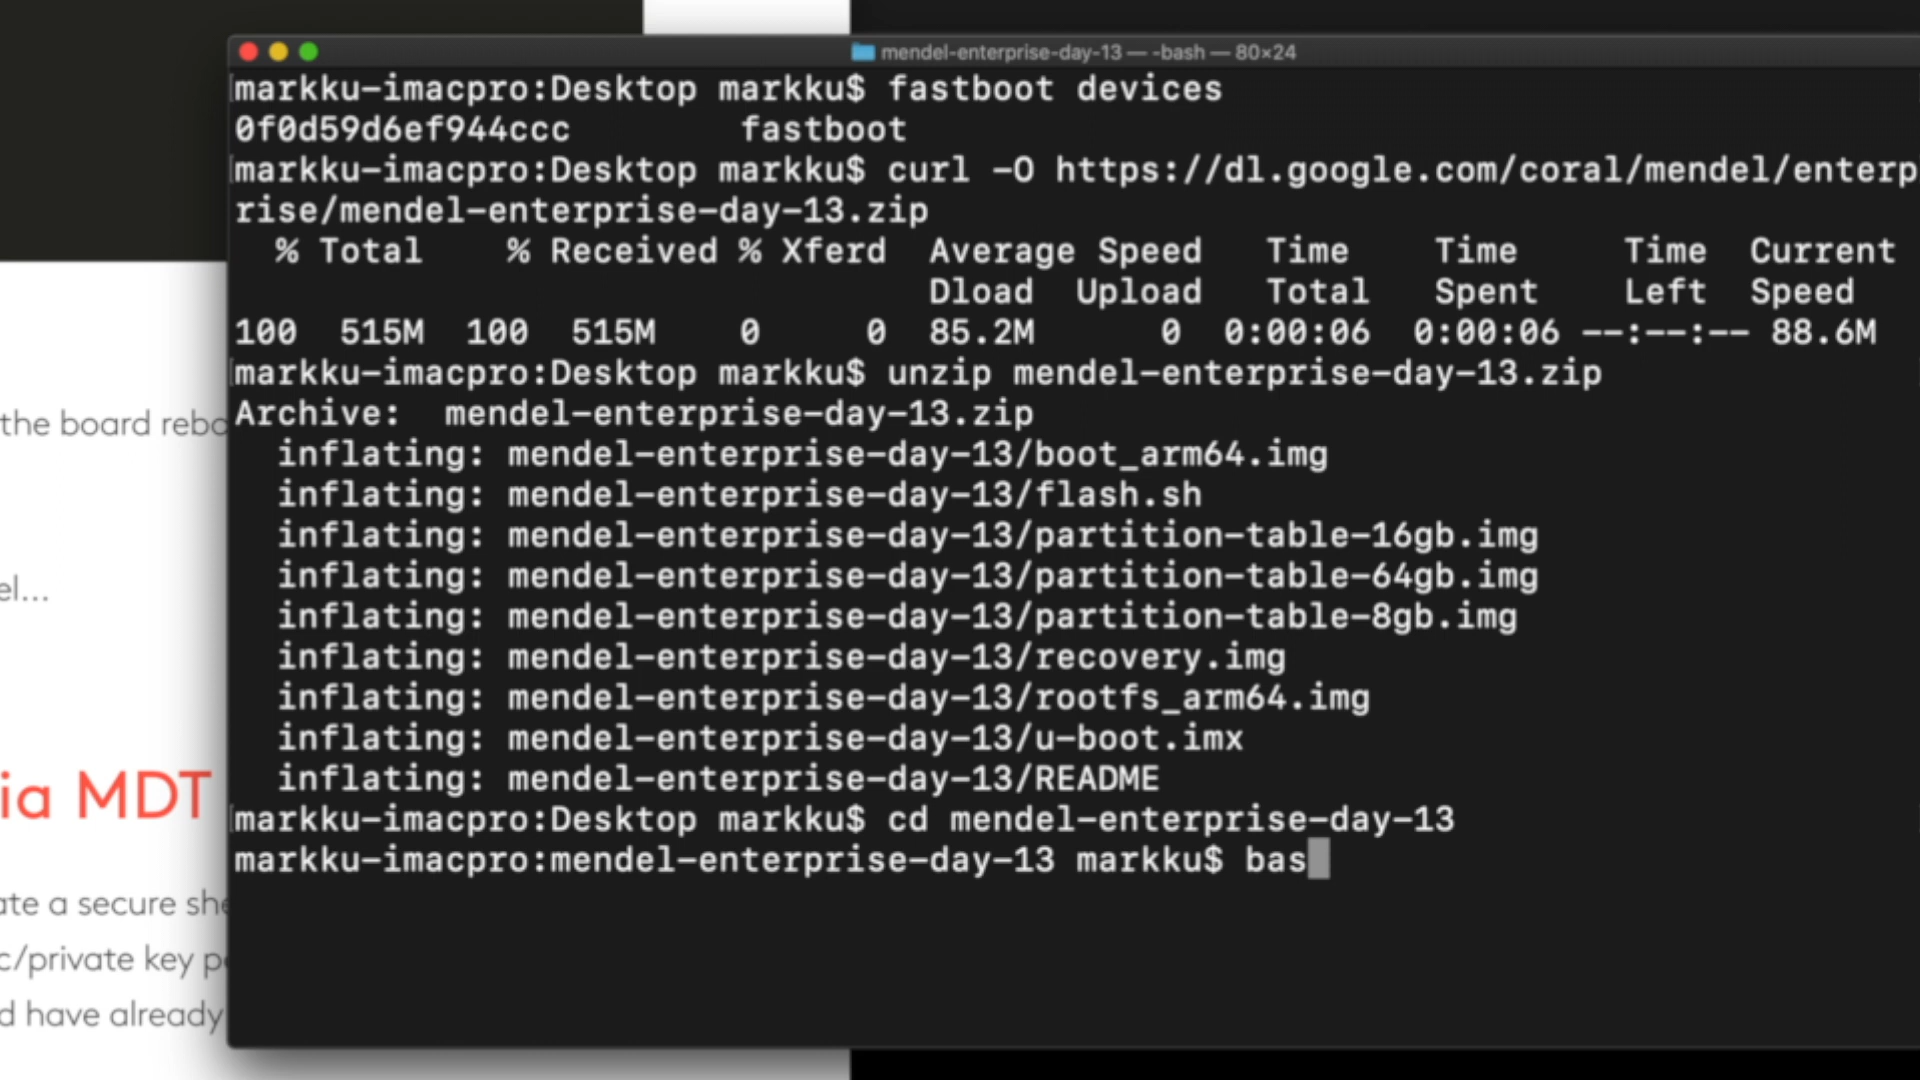 mendel-enterprise-day-13 — -bash — 80×24
markku-imacpro:Desktop markku$ fastboot devices
0f0d59d6ef944ccc        fastboot
markku-imacpro:Desktop markku$ curl -O https://dl.google.com/coral/mendel/enterp
rise/mendel-enterprise-day-13.zip
  % Total    % Received % Xferd  Average Speed   Time    Time     Time  Current
                                 Dload  Upload   Total   Spent    Left  Speed
100  515M  100  515M    0     0  85.2M      0  0:00:06  0:00:06 --:--:-- 88.6M
markku-imacpro:Desktop markku$ unzip mendel-enterprise-day-13.zip
Archive:  mendel-enterprise-day-13.zip
  inflating: mendel-enterprise-day-13/boot_arm64.img
  inflating: mendel-enterprise-day-13/flash.sh
  inflating: mendel-enterprise-day-13/partition-table-16gb.img
  inflating: mendel-enterprise-day-13/partition-table-64gb.img
  inflating: mendel-enterprise-day-13/partition-table-8gb.img
  inflating: mendel-enterprise-day-13/recovery.img
  inflating: mendel-enterprise-day-13/rootfs_arm64.img
  inflating: mendel-enterprise-day-13/u-boot.imx
  inflating: mendel-enterprise-day-13/README
markku-imacpro:Desktop markku$ cd mendel-enterprise-day-13
markku-imacpro:mendel-enterprise-day-13 markku$ bas
the board
ia MDT
a secure
/private key
have already